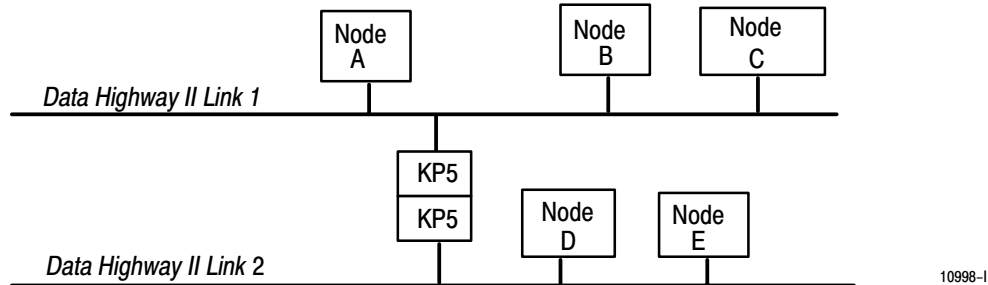 Node
A
Node
B
Node
C
Data Highway II Link 1
KP5
KP5
Node
D
Node
E
Data Highway II Link 2
10998-I